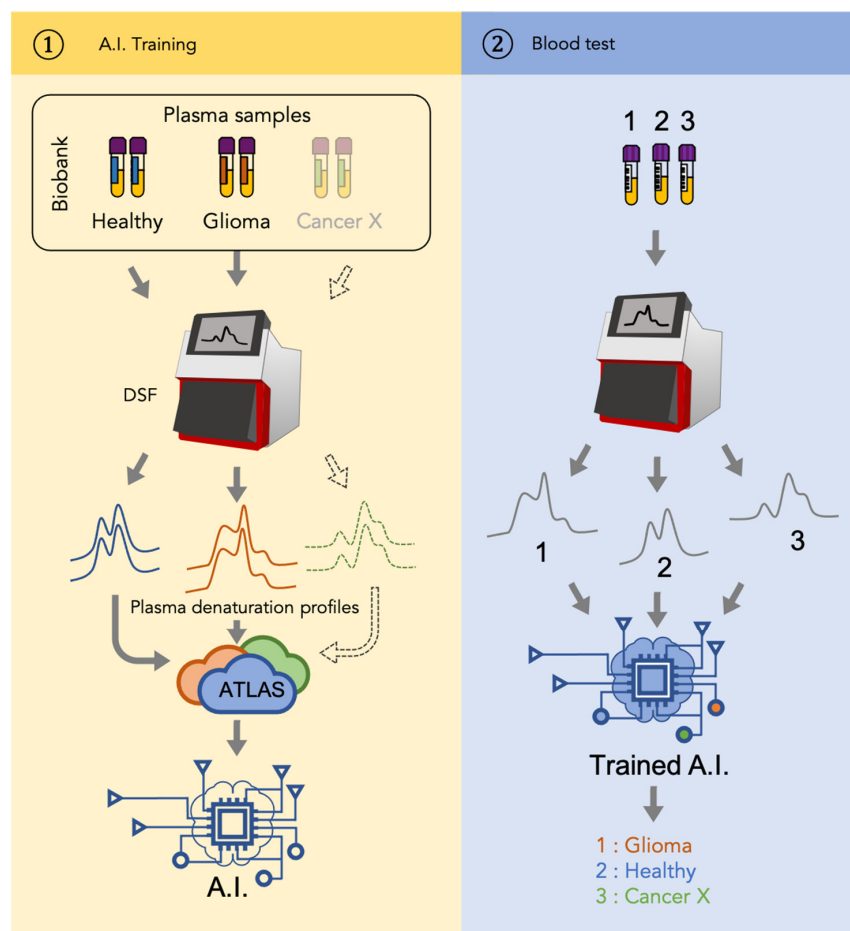 1 A.I. Training
Plasma samples
Biobank
Healthy Glioma Cancer X
DSF
Plasma denaturation profiles
ATLAS
A.I.
2 Blood test
1 2 3
1
2
3
Trained A.I.
1 : Glioma
2 : Healthy
3 : Cancer X